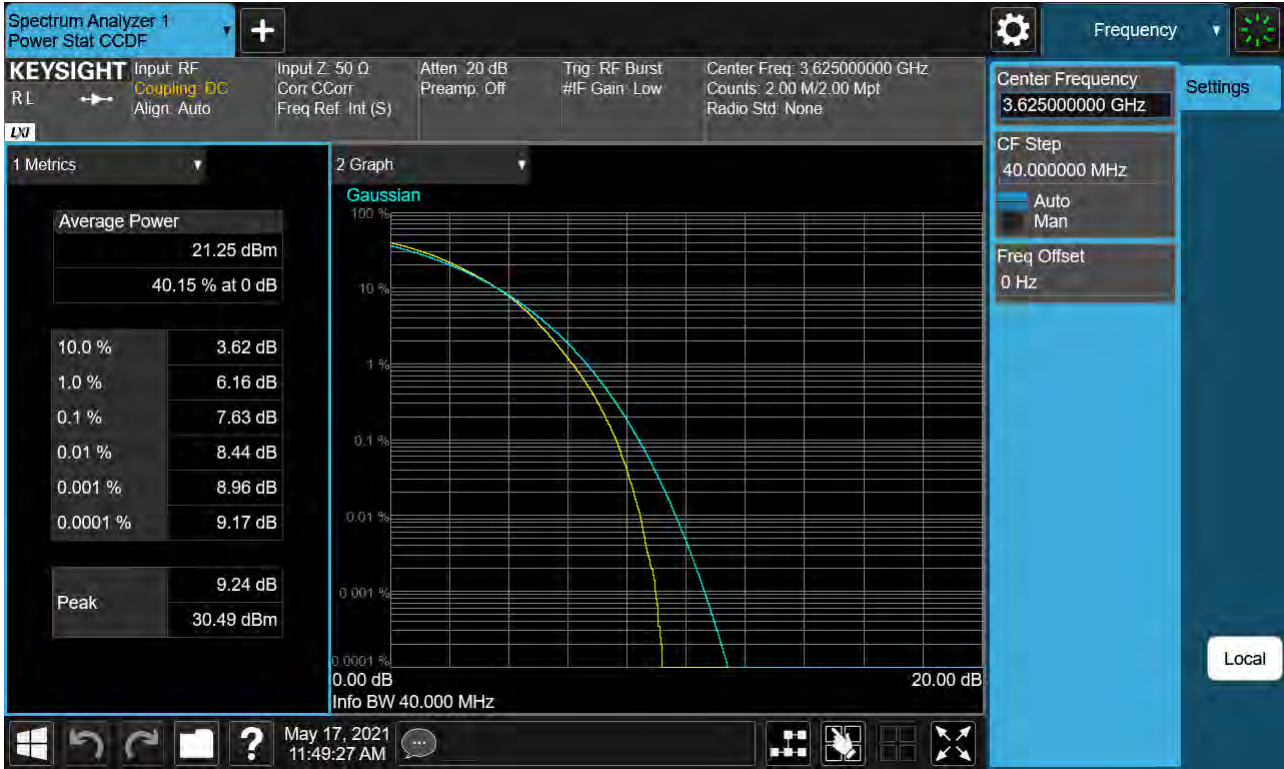 Spectrum Analyzer 1
Power Stat CCDF
Frequency
KEYSIGHT
R L
LXI
Input: RF
Coupling: DC
Align: Auto
Input Z: 50 Ω
Corr CCorr
Freq Ref: Int (S)
Atten: 20 dB
Preamp: Off
Trig: RF Burst
#IF Gain: Low
Center Freq: 3.625000000 GHz
Counts: 2.00 M/2.00 Mpt
Radio Std: None
Center Frequency
3.625000000 GHz
CF Step
40.000000 MHz
Auto
Man
Freq Offset
0 Hz
Settings
Local
1 Metrics
Average Power
21.25 dBm
40.15 % at 0 dB
10.0 % 3.62 dB
1.0 % 6.16 dB
0.1 % 7.63 dB
0.01 % 8.44 dB
0.001 % 8.96 dB
0.0001 % 9.17 dB
Peak
9.24 dB
30.49 dBm
2 Graph
Gaussian
100 %
10 %
1 %
0.1 %
0.01 %
0.001 %
0.0001 %
0.00 dB 20.00 dB
Info BW 40.000 MHz
?
May 17, 2021
11:49:27 AM